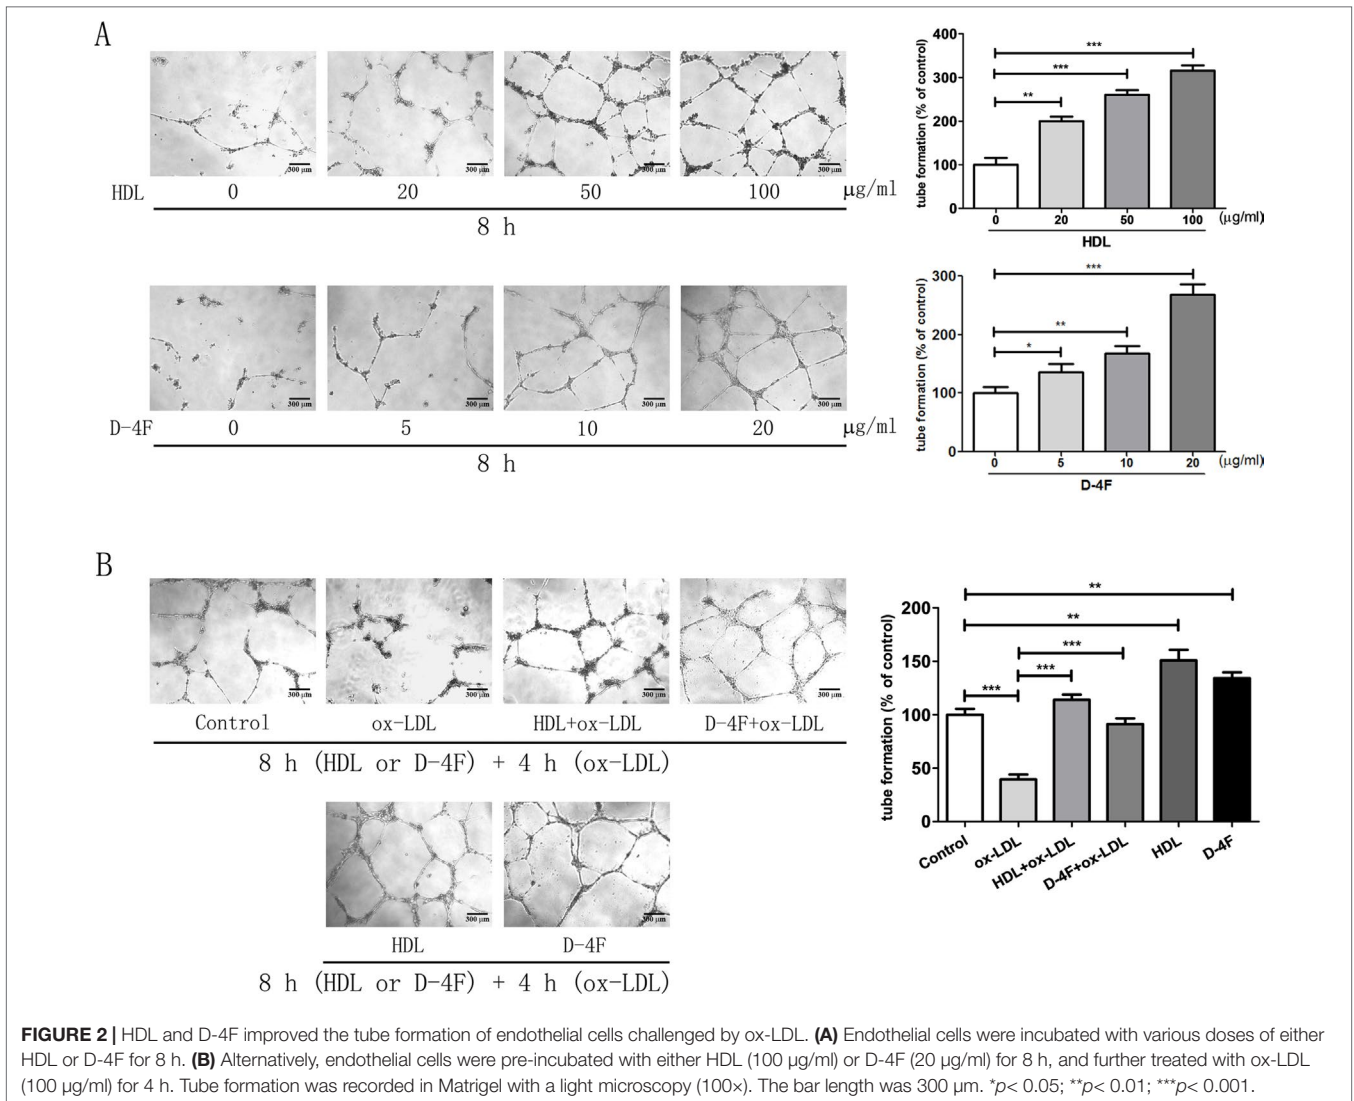 A
300 μm
300 μm
300 μm
300 μm
HDL 0 20 50 100 μg/ml
8 h
tube formation (% of control)
400
300
200
100
0
***
***
**
0 20 50 100 (μg/ml)
HDL
300 μm
300 μm
300 μm
300 μm
D-4F 0 5 10 20 μg/ml
8 h
tube formation (% of control)
300
200
100
0
***
**
*
0 5 10 20 (μg/ml)
D-4F
B
300 μm
300 μm
300 μm
300 μm
Control ox-LDL HDL+ox-LDL D-4F+ox-LDL
8 h (HDL or D-4F) + 4 h (ox-LDL)
300 μm
300 μm
HDL D-4F
8 h (HDL or D-4F) + 4 h (ox-LDL)
tube formation (% of control)
200
150
100
50
0
**
**
***
***
***
Control ox-LDL HDL+ox-LDL D-4F+ox-LDL HDL D-4F
FIGURE 2 | HDL and D-4F improved the tube formation of endothelial cells challenged by ox-LDL. (A) Endothelial cells were incubated with various doses of either
HDL or D-4F for 8 h. (B) Alternatively, endothelial cells were pre-incubated with either HDL (100 μg/ml) or D-4F (20 μg/ml) for 8 h, and further treated with ox-LDL
(100 μg/ml) for 4 h. Tube formation was recorded in Matrigel with a light microscopy (100×). The bar length was 300 μm. *p< 0.05; **p< 0.01; ***p< 0.001.